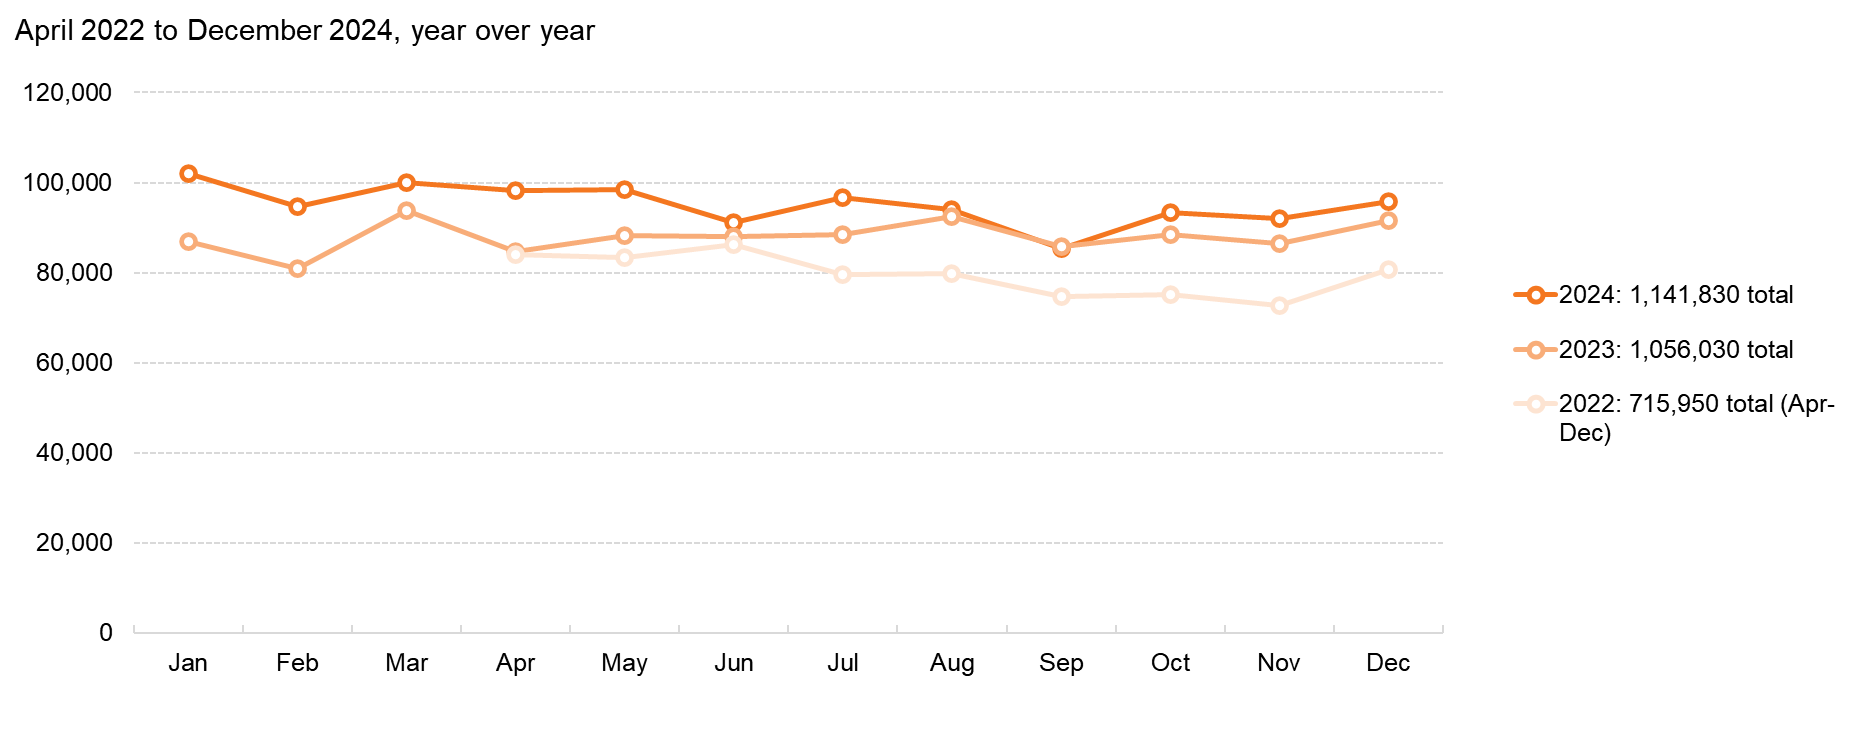 April 2022 to December 2024, year over year
120,000
100,000
80,000
60,000
40,000
20,000
0
Jan Feb Mar Apr May Jun Jul Aug Sep Oct Nov Dec
2024: 1,141,830 total
2023: 1,056,030 total
2022: 715,950 total (Apr-
Dec)